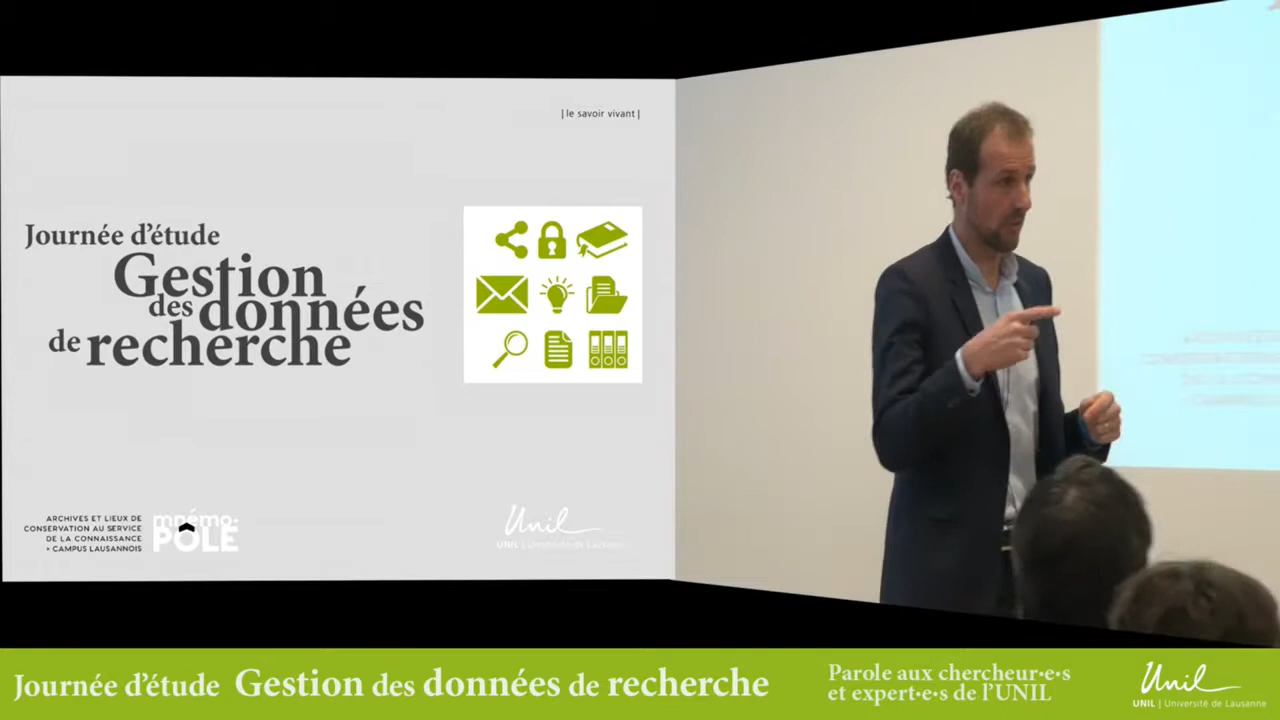 | le savoir vivant |
Journée d'étude
Gestion
des données
de recherche
ARCHIVES ET LIEUX DE
CONSERVATION AU SERVICE
DE LA CONNAISSANCE
+ CAMPUS LAUSANNOIS
mnémo.
PÔLE
Unil
UNIL | Université de Lausanne
Journée d'étude Gestion des données de recherche
Parole aux chercheur·e·s
et expert·e·s de l'UNIL
Unil
UNIL | Université de Lausanne